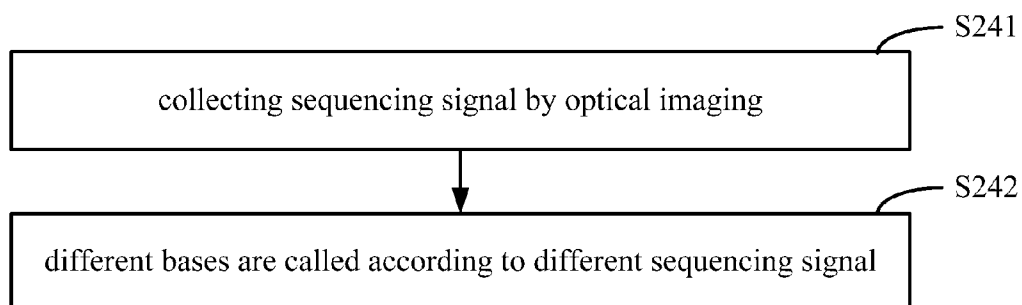 S241
collecting sequencing signal by optical imaging
S242
different bases are called according to different sequencing signal